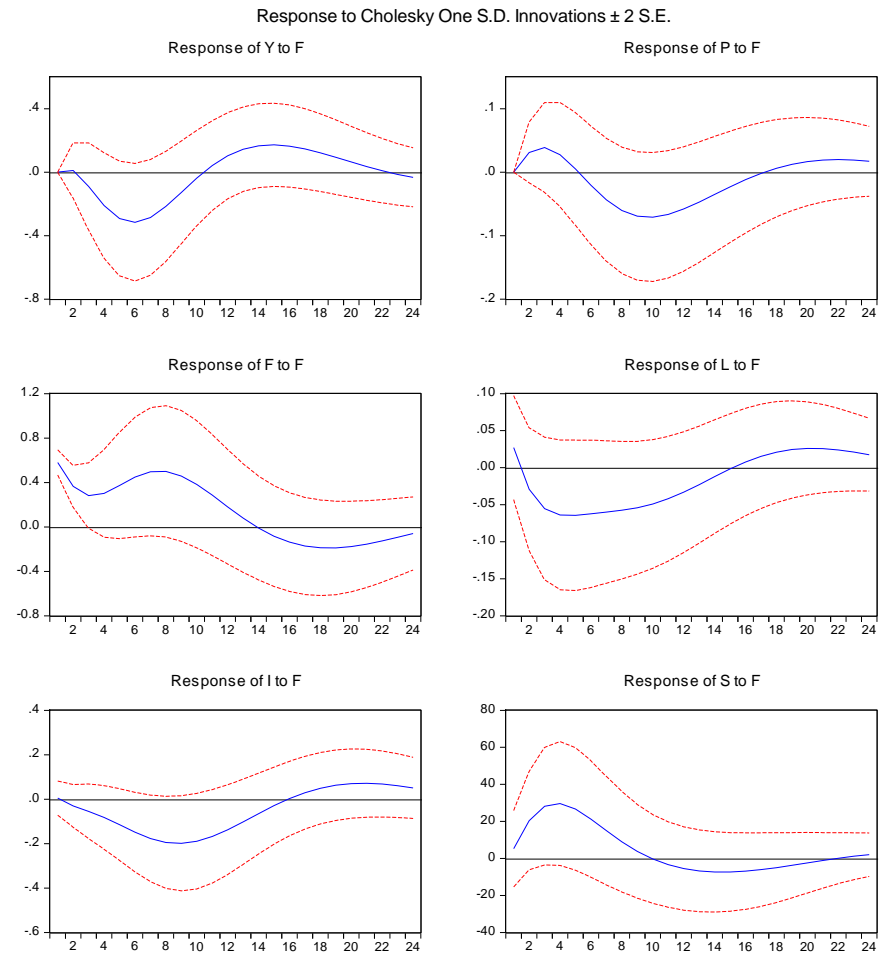 Response to Cholesky One S.D. Innovations ± 2 S.E.
Response of Y to F
.4
.0
-.4
-.8
2 4 6 8 10 12 14 16 18 20 22 24
Response of P to F
.1
.0
-.1
-.2
2 4 6 8 10 12 14 16 18 20 22 24
Response of F to F
1.2
0.8
0.4
0.0
-0.4
-0.8
2 4 6 8 10 12 14 16 18 20 22 24
Response of L to F
.10
.05
.00
-.05
-.10
-.15
-.20
2 4 6 8 10 12 14 16 18 20 22 24
Response of I to F
.4
.2
.0
-.2
-.4
-.6
2 4 6 8 10 12 14 16 18 20 22 24
Response of S to F
80
60
40
20
0
-20
-40
2 4 6 8 10 12 14 16 18 20 22 24